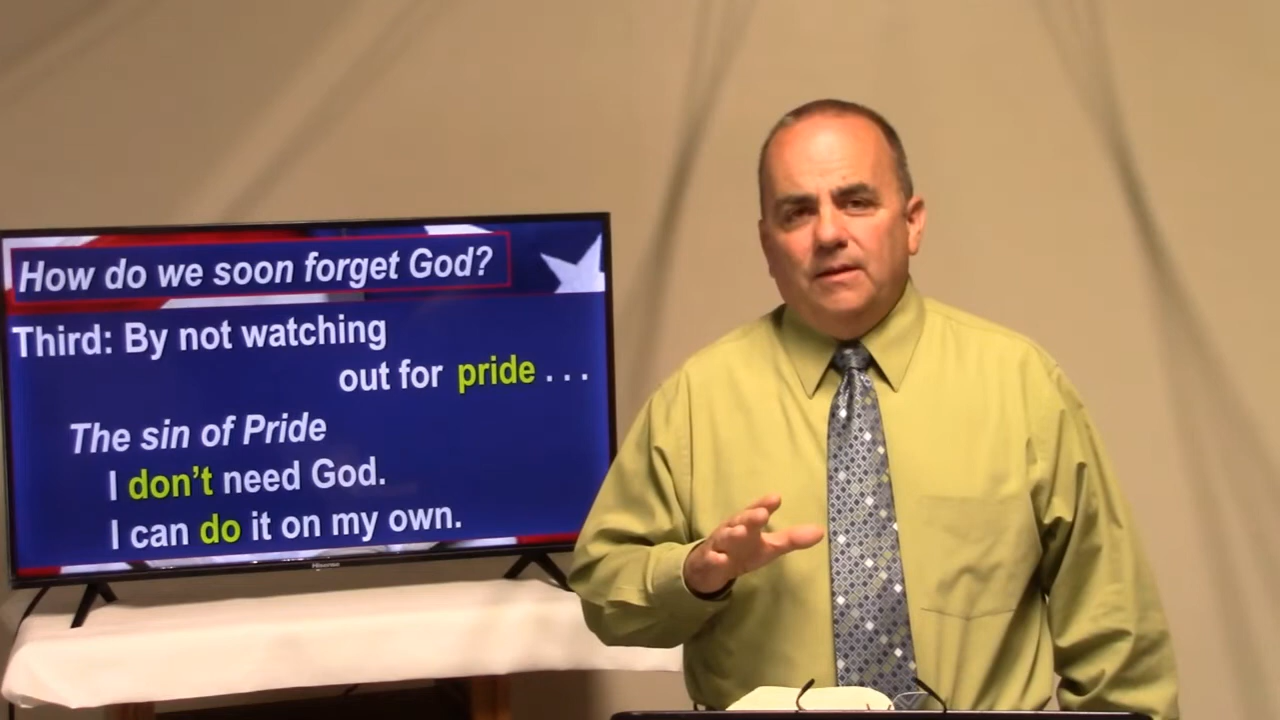 How do we soon forget God?
Third: By not watching
out for pride . . .
The sin of Pride
I don't need God.
I can do it on my own.
Hisense